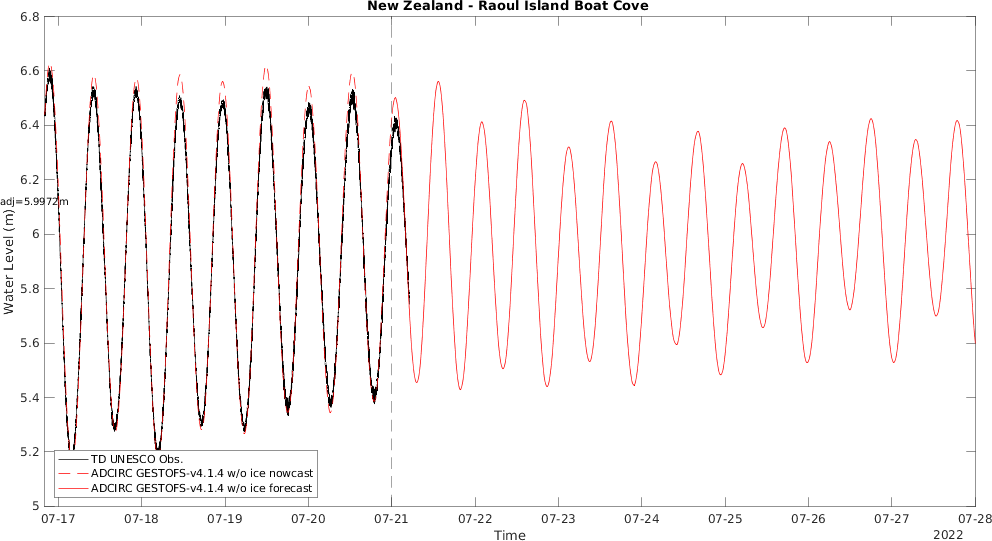 New Zealand - Raoul Island Boat Cove
6.8
6.6
6.4
6.2
adj=5.9972m
6
5.8
5.6
5.4
5.2
5
Water Level (m)
TD UNESCO Obs.
ADCIRC GESTOFS-v4.1.4 w/o ice nowcast
ADCIRC GESTOFS-v4.1.4 w/o ice forecast
07-17 07-18 07-19 07-20 07-21 07-22 07-23 07-24 07-25 07-26 07-27 07-28
Time
2022